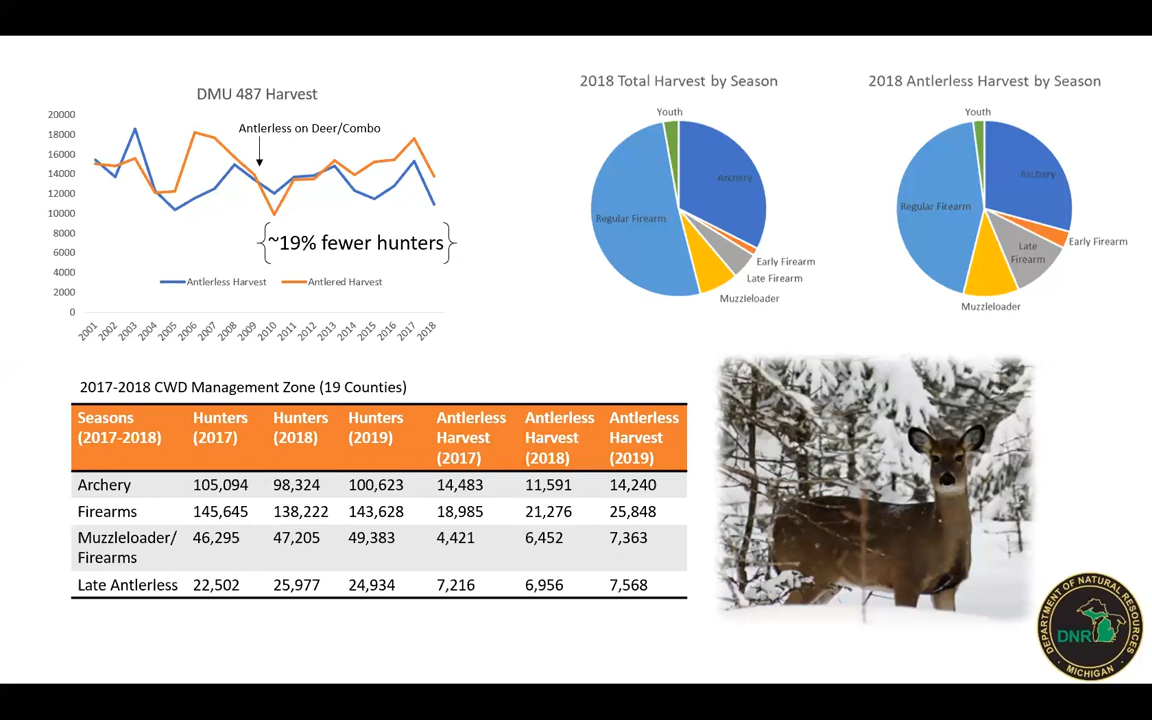 DMU 487 Harvest
20000
18000
16000
14000
12000
10000
8000
6000
4000
2000
0
Antlerless on Deer/Combo
~19% fewer hunters
Antlerless Harvest Antlered Harvest
2001 2002 2003 2004 2005 2006 2007 2008 2009 2010 2011 2012 2013 2014 2015 2016 2017 2018
2018 Total Harvest by Season
Youth
Archery
Regular Firearm
Early Firearm
Late Firearm
Muzzleloader
2018 Antlerless Harvest by Season
Youth
Archery
Regular Firearm
Early Firearm
Late
Firearm
Muzzleloader
2017-2018 CWD Management Zone (19 Counties)
Seasons Hunters Hunters Hunters Antlerless Antlerless Antlerless
(2017-2018) (2017) (2018) (2019) Harvest Harvest Harvest
(2017) (2018) (2019)
Archery 105,094 98,324 100,623 14,483 11,591 14,240
Firearms 145,645 138,222 143,628 18,985 21,276 25,848
Muzzleloader/ 46,295 47,205 49,383 4,421 6,452 7,363
Firearms
Late Antlerless 22,502 25,977 24,934 7,216 6,956 7,568
DEPARTMENT OF NATURAL RESOURCES
DNR
MICHIGAN